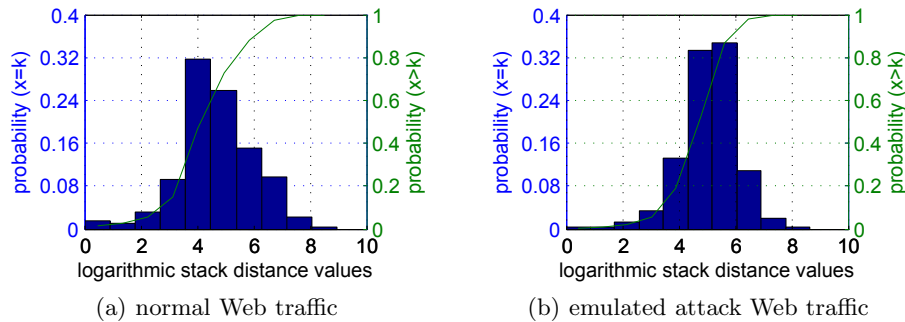 0.4
0.32
0.24
0.16
0.08
0
probability (x=k)
1
0.8
0.6
0.4
0.2
0
probability (x>k)
0 2 4 6 8 10
logarithmic stack distance values
(a) normal Web traffic
0.4
0.32
0.24
0.16
0.08
0
probability (x=k)
1
0.8
0.6
0.4
0.2
0
probability (x>k)
0 2 4 6 8 10
logarithmic stack distance values
(b) emulated attack Web traffic